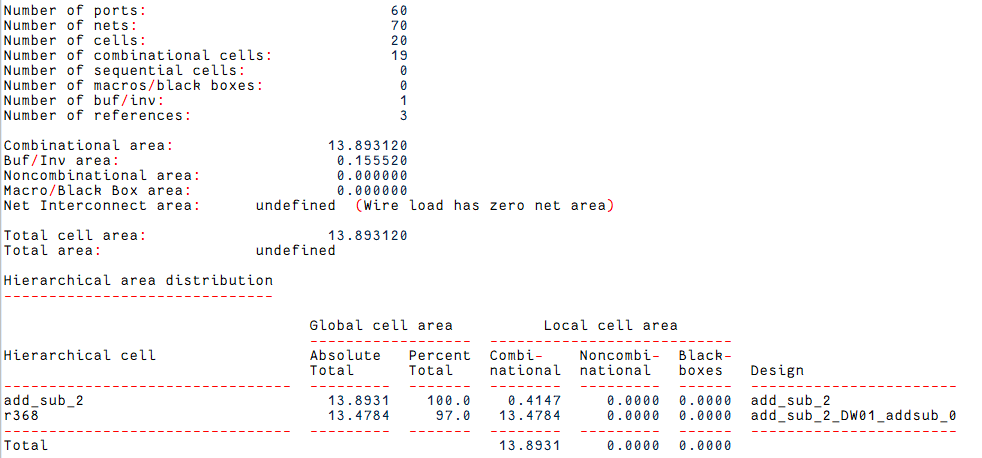 Number of ports:                            60
Number of nets:                             70
Number of cells:                            20
Number of combinational cells:              19
Number of sequential cells:                  0
Number of macros/black boxes:                0
Number of buf/inv:                           1
Number of references:                        3

Combinational area:                  13.893120
Buf/Inv area:                         0.155520
Noncombinational area:                0.000000
Macro/Black Box area:                 0.000000
Net Interconnect area:      undefined  (Wire load has zero net area)

Total cell area:                     13.893120
Total area:                 undefined

Hierarchical area distribution
------------------------------

                                  Global cell area          Local cell area
                                  ------------------  ---------------------------
Hierarchical cell                 Absolute   Percent  Combi-    Noncombi-  Black-
                                  Total      Total    national  national   boxes   Design
--------------------------------  ---------  -------  --------  ---------  ------  -----------------------
add_sub_2                           13.8931    100.0    0.4147     0.0000  0.0000  add_sub_2
r368                                13.4784     97.0   13.4784     0.0000  0.0000  add_sub_2_DW01_addsub_0
--------------------------------  ---------  -------  --------  ---------  ------  -----------------------
Total                                                  13.8931     0.0000  0.0000